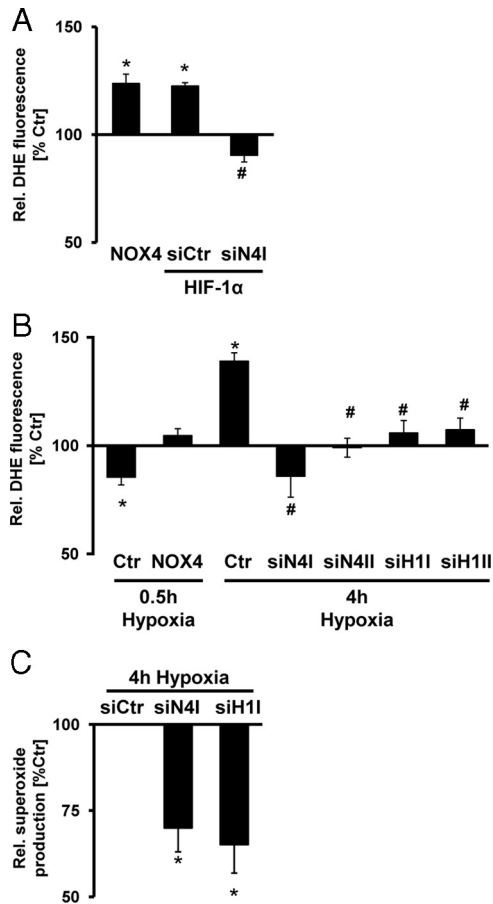 A
Rel. DHE fluorescence
[% Ctr]
150
100
50
*
*
#
NOX4 siCtr siN4I
HIF-1α
B
Rel. DHE fluorescence
[% Ctr]
150
100
50
*
*
#
#
#
#
Ctr NOX4 Ctr siN4I siN4II siH1I siH1II
0.5h 4h
Hypoxia Hypoxia
C
4h Hypoxia
siCtr siN4I siH1I
Rel. superoxide
production [%Ctr]
100
75
50
*
*